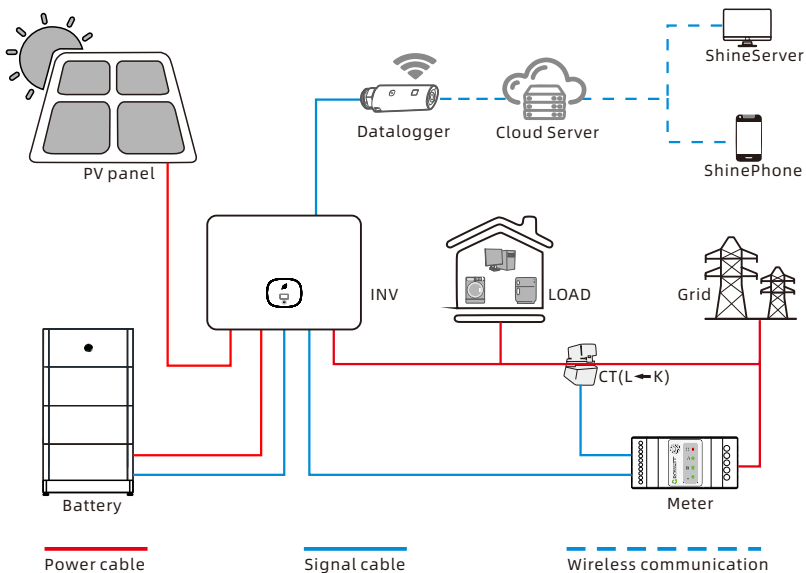 ShineServer
Datalogger
Cloud Server
PV panel
ShinePhone
INV
LOAD
Grid
CT(L←K)
GROWATT
Battery
Meter
Power cable
Signal cable
Wireless communication